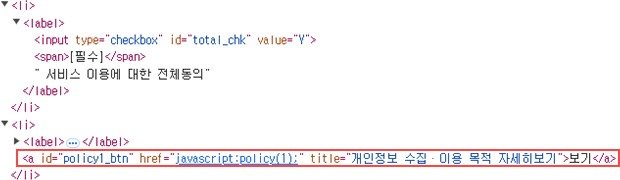 ▼<li>
▼<label>
<input type="checkbox" id="total_chk" value="Y">
<span>[필수]</span>
" 서비스 이용에 대한 전체동의"
</label>
</li>
▼<li>
▶<label>…</label>
<a id="policy1_btn" href="javascript:policy(1);" title="개인정보 수집·이용 목적 자세히보기">보기</a>
</li>